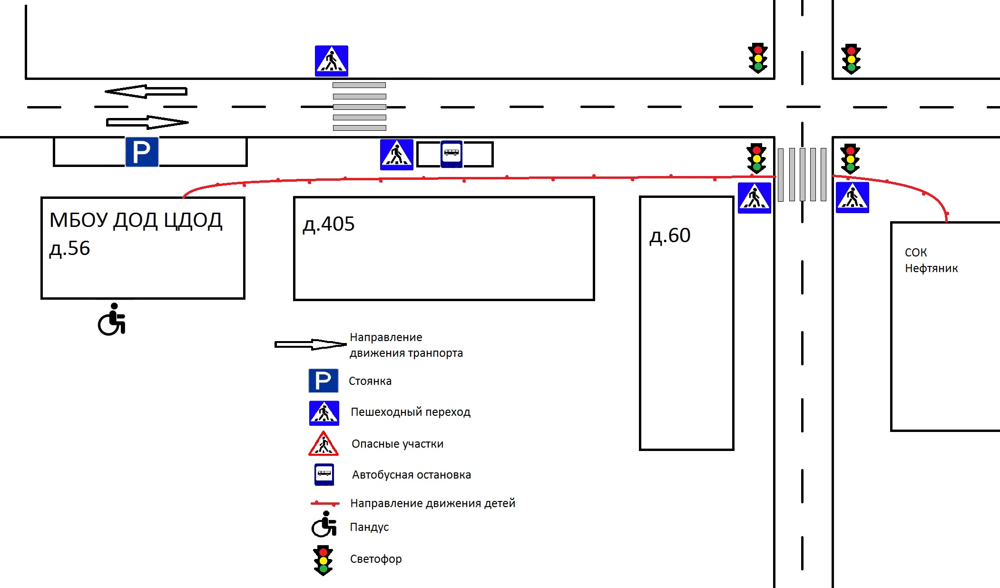 P
МБОУ ДОД ЦДОД
д.56
д.405
д.60
СОК
Нефтяник
Направление
движения транпорта
P
Стоянка
Пешеходный переход
Опасные участки
Автобусная остановка
Направление движения детей
Пандус
Светофор